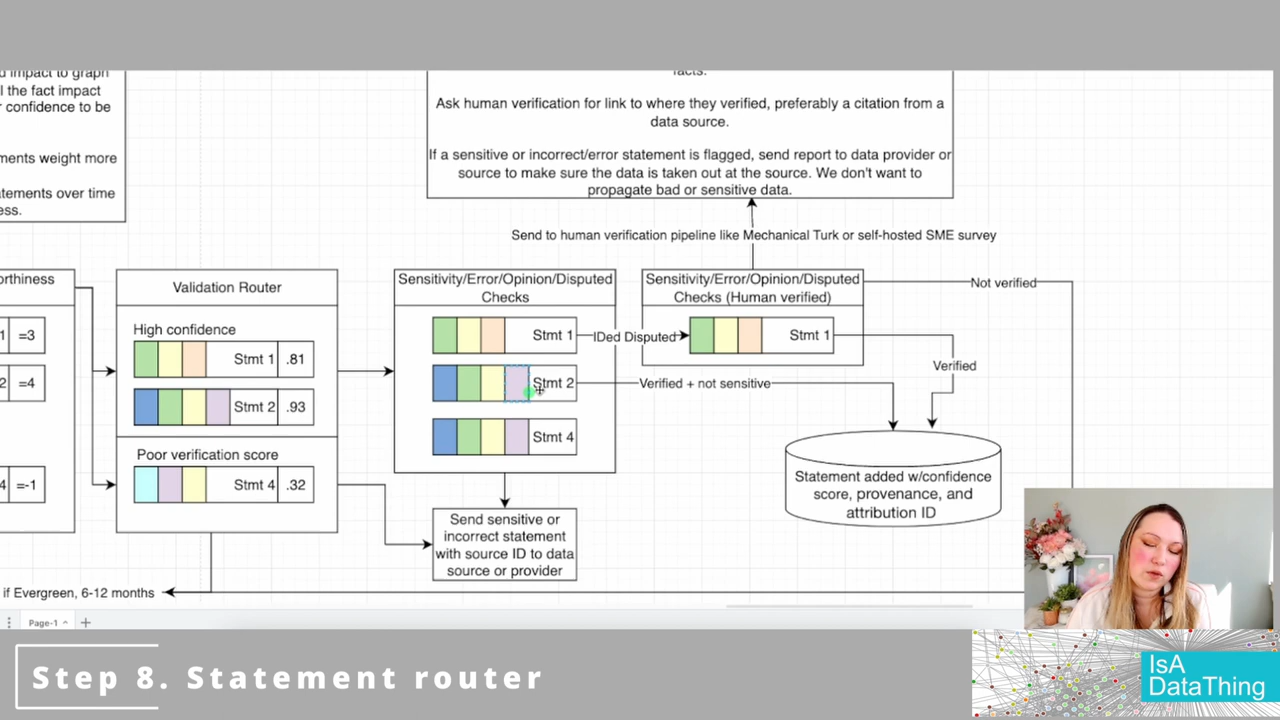 d impact to graph
l the fact impact
r confidence to be
ments weight more
atements over time
ess.
facts.
Ask human verification for link to where they verified, preferably a citation from a
data source.
If a sensitive or incorrect/error statement is flagged, send report to data provider or
source to make sure the data is taken out at the source. We don't want to
propagate bad or sensitive data.
Send to human verification pipeline like Mechanical Turk or self-hosted SME survey
orthiness
1 =3
2 =4
4 =-1
Validation Router
High confidence
Stmt 1 .81
Stmt 2 .93
Poor verification score
Stmt 4 .32
Sensitivity/Error/Opinion/Disputed
Checks
Stmt 1
Stmt 2
Stmt 4
IDed Disputed
Sensitivity/Error/Opinion/Disputed
Checks (Human verified)
Stmt 1
Not verified
Verified
Verified + not sensitive
Statement added w/confidence
score, provenance, and
attribution ID
Send sensitive or
incorrect statement
with source ID to data
source or provider
if Evergreen, 6-12 months
Page-1
Step 8. Statement router
IsA
DataThing